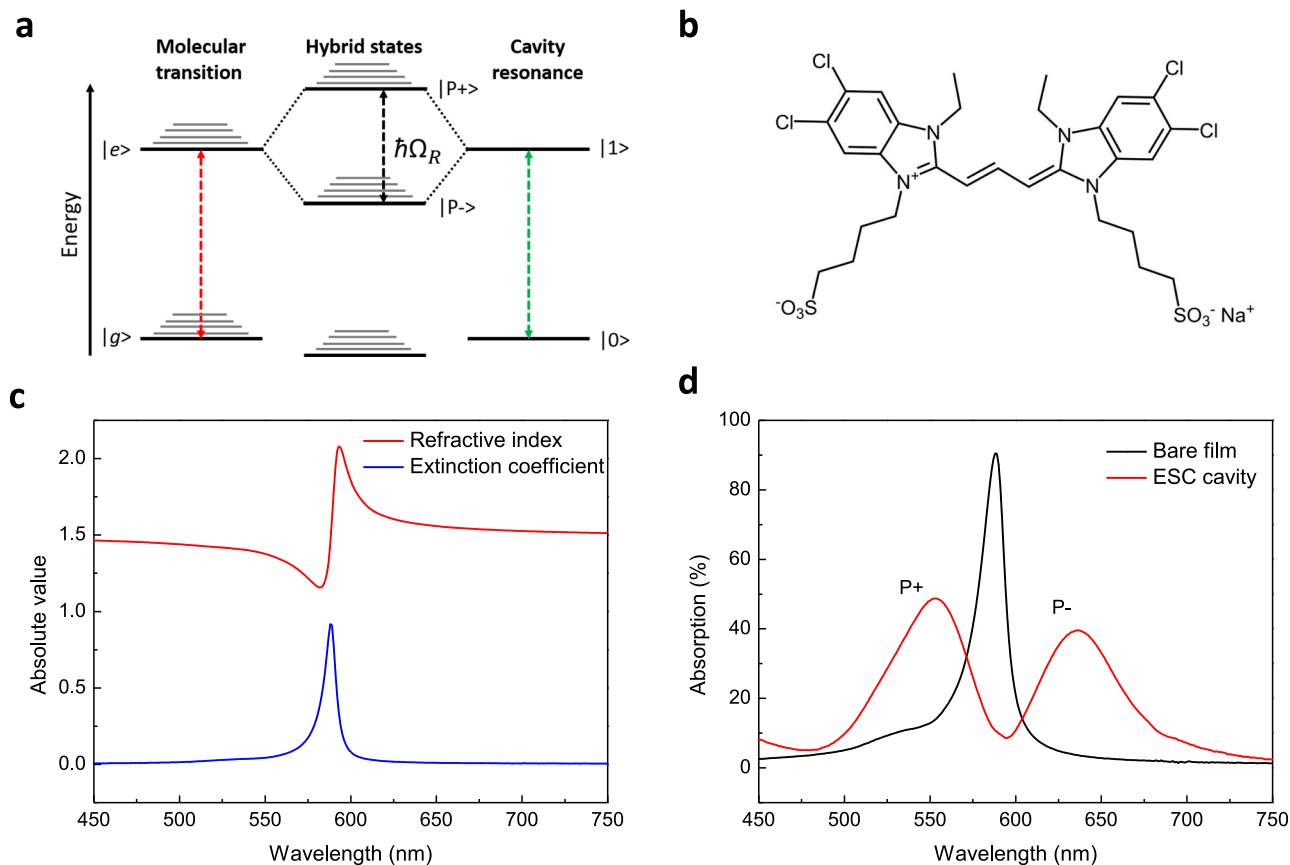 a
Molecular
transition
Hybrid states
Cavity
resonance
Energy
|e>
|g>
|P+>
|P->
ℏΩ_R
|1>
|0>
b
Cl
Cl
N
N+
-O3S
N
N
Cl
Cl
SO3- Na+
c
Refractive index
Extinction coefficient
Absolute value
2.0
1.5
1.0
0.5
0.0
450 500 550 600 650 700 750
Wavelength (nm)
d
Bare film
ESC cavity
P+
P-
Absorption (%)
100
80
60
40
20
0
450 500 550 600 650 700 750
Wavelength (nm)